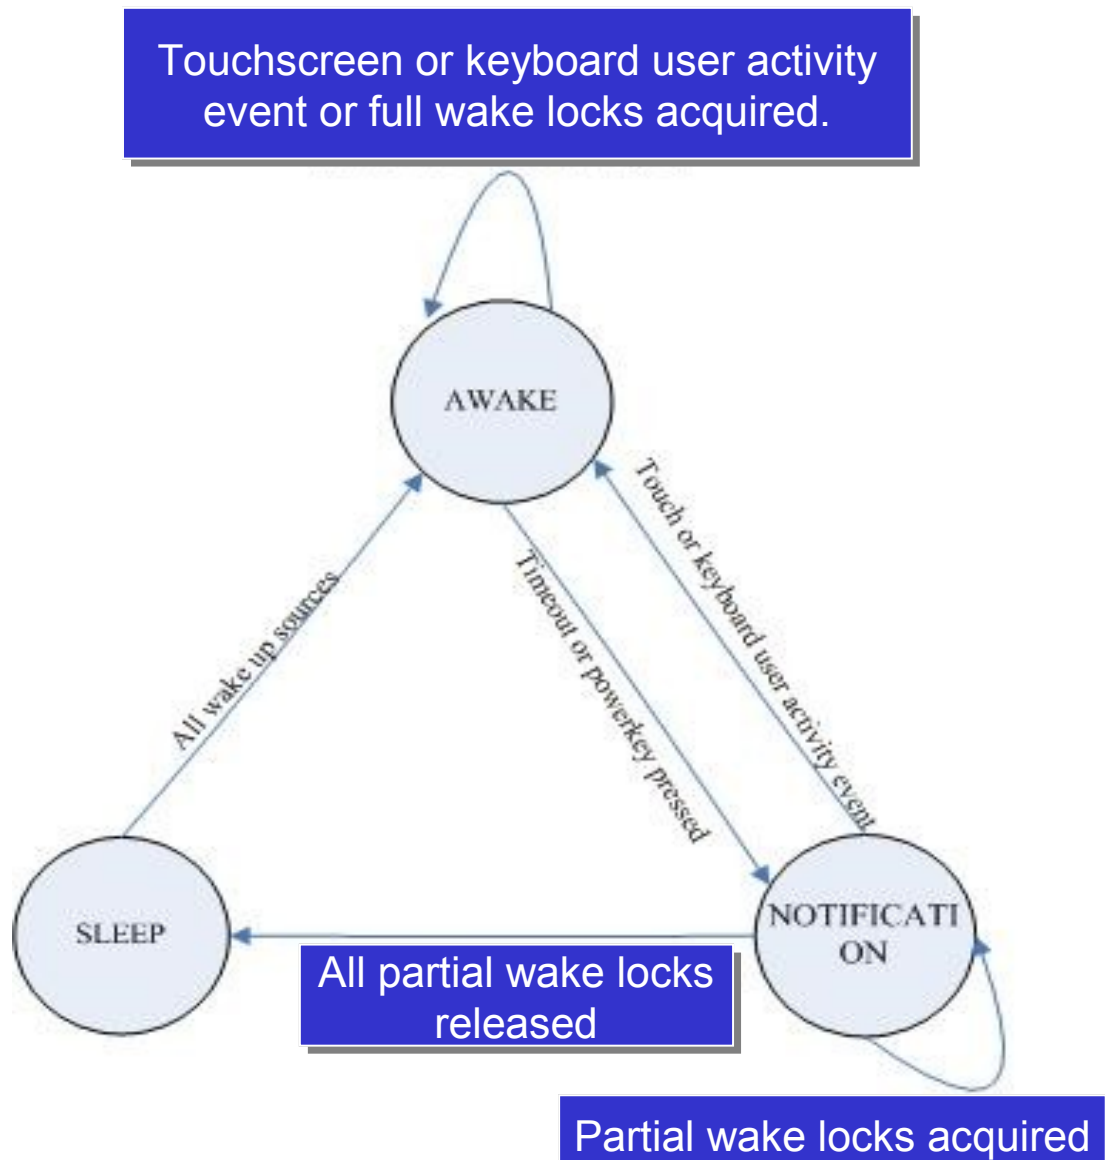 Touchscreen or keyboard user activity
event or full wake locks acquired.
AWAKE
Touch or keyboard user activity event
Timeout or powerkey pressed
All wake up sources
SLEEP
NOTIFICATI
ON
All partial wake locks
released
Partial wake locks acquired